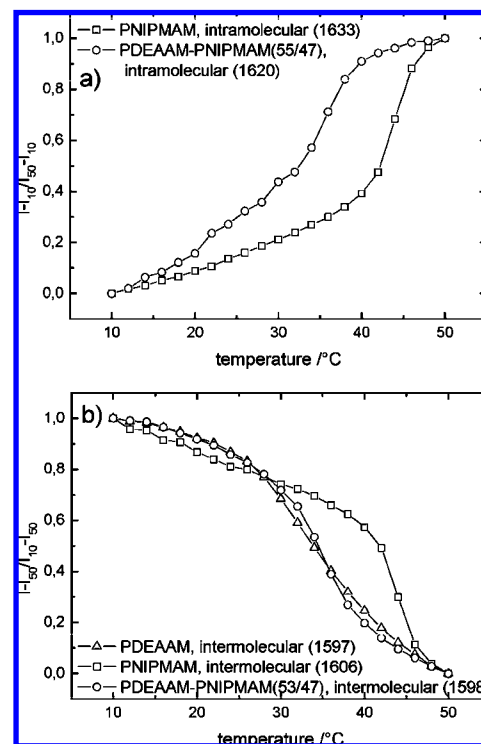 PNIPMAM, intramolecular (1633)
PDEAAM-PNIPMAM(55/47),
intramolecular (1620)
a)
1,0
0,8
0,6
0,4
0,2
0,0
I-I10/I50-I10
10 20 30 40 50
temperature /°C
b)
1,0
0,8
0,6
0,4
0,2
0,0
I-I50/I10-I50
PDEAAM, intermolecular (1597)
PNIPMAM, intermolecular (1606)
PDEAAM-PNIPMAM(53/47), intermolecular (1598)
10 20 30 40 50
temperature /°C